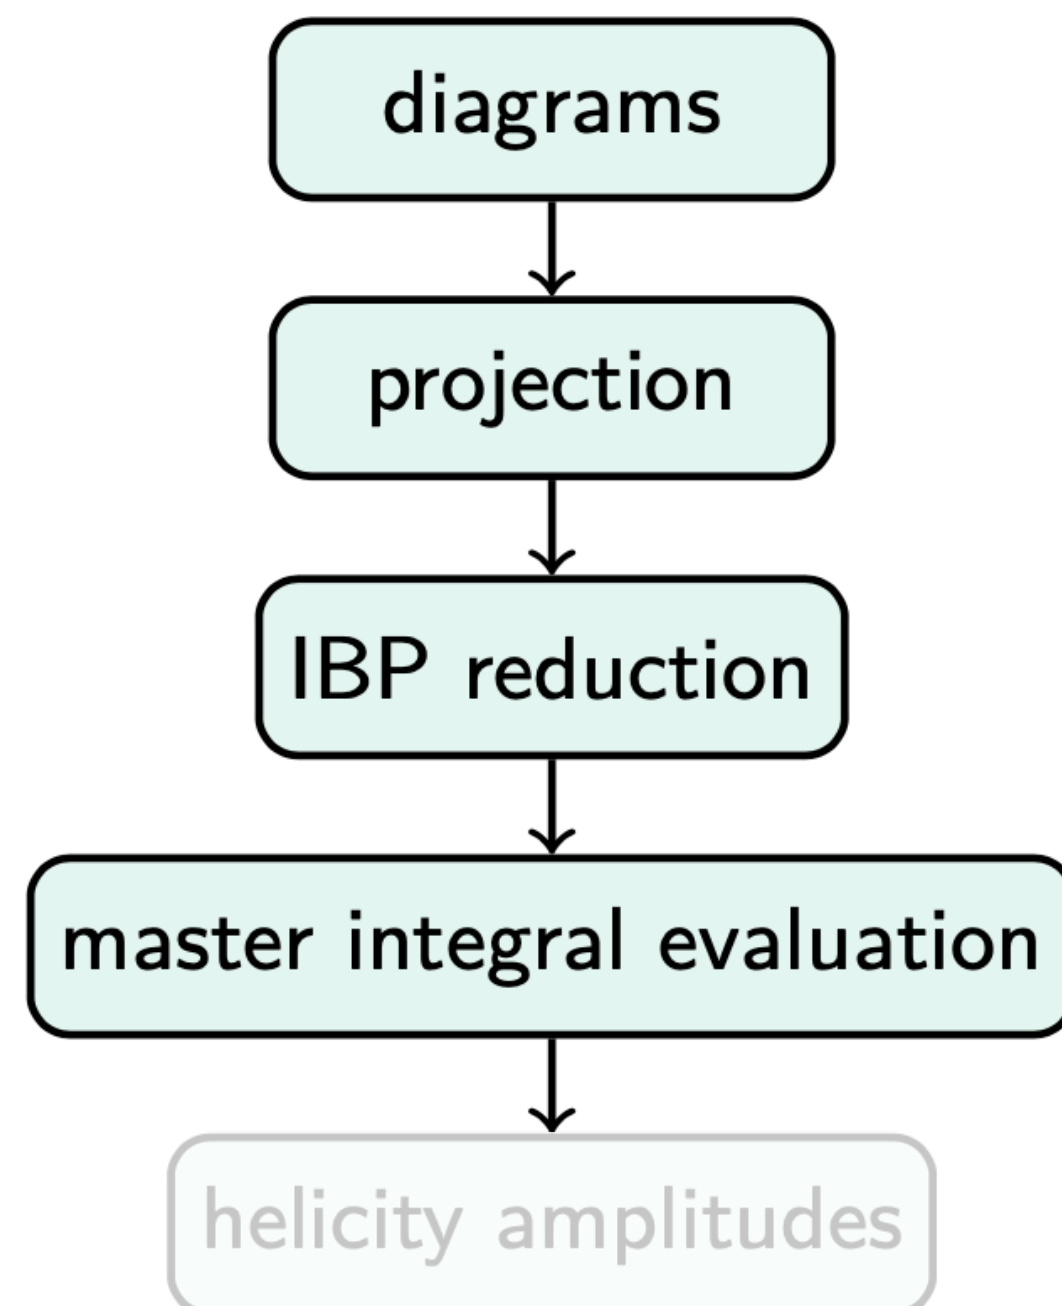 diagrams
projection
IBP reduction
master integral evaluation
helicity amplitudes